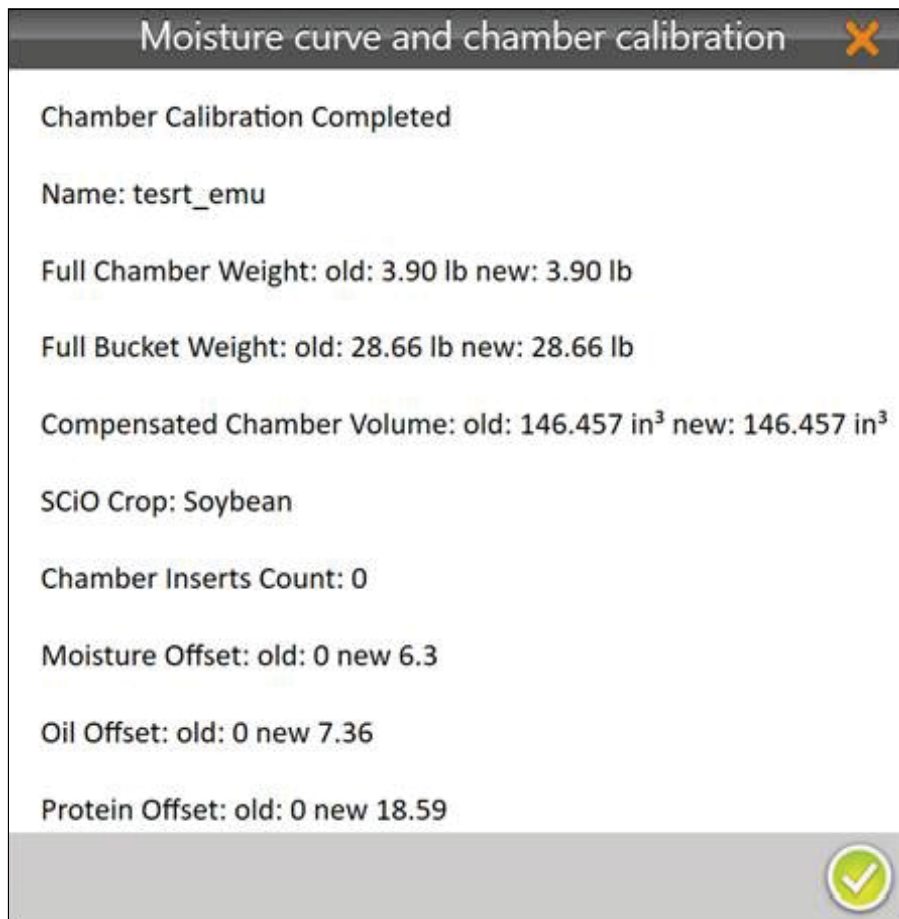 Moisture curve and chamber calibration
Chamber Calibration Completed
Name: tesrt_emu
Full Chamber Weight: old: 3.90 lb new: 3.90 lb
Full Bucket Weight: old: 28.66 lb new: 28.66 lb
Compensated Chamber Volume: old: 146.457 in³ new: 146.457 in³
SCiO Crop: Soybean
Chamber Inserts Count: 0
Moisture Offset: old: 0 new 6.3
Oil Offset: old: 0 new 7.36
Protein Offset: old: 0 new 18.59